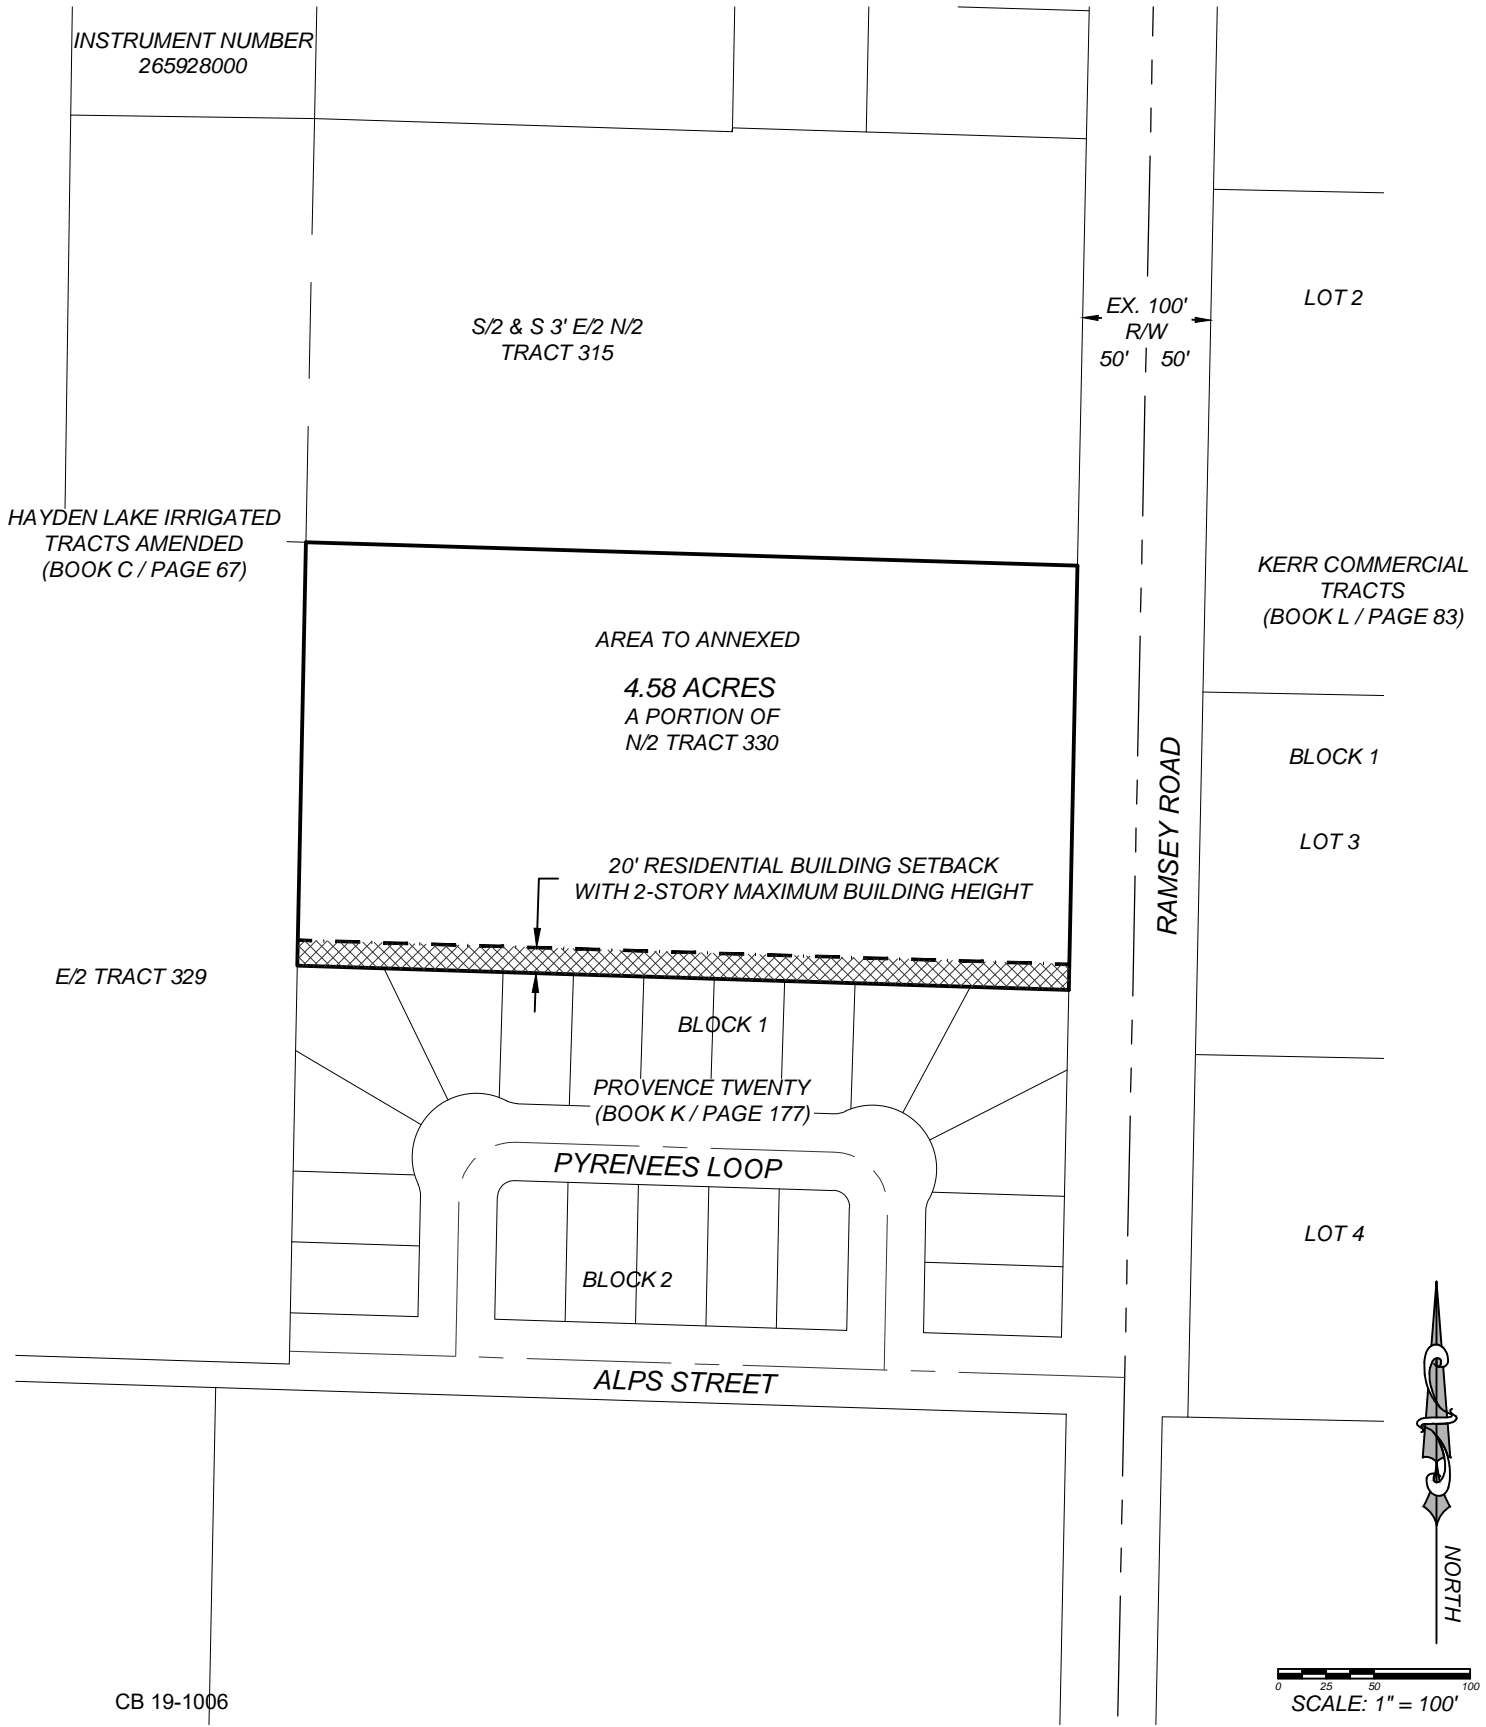 INSTRUMENT NUMBER
265928000
S/2 & S 3' E/2 N/2
TRACT 315
EX. 100'
R/W
50' 50'
LOT 2
HAYDEN LAKE IRRIGATED
TRACTS AMENDED
(BOOK C / PAGE 67)
KERR COMMERCIAL
TRACTS
(BOOK L / PAGE 83)
AREA TO ANNEXED
4.58 ACRES
A PORTION OF
N/2 TRACT 330
RAMSEY ROAD
BLOCK 1
LOT 3
20' RESIDENTIAL BUILDING SETBACK
WITH 2-STORY MAXIMUM BUILDING HEIGHT
E/2 TRACT 329
BLOCK 1
PROVENCE TWENTY
(BOOK K / PAGE 177)
PYRENEES LOOP
LOT 4
BLOCK 2
ALPS STREET
NORTH
0 25 50 100
SCALE: 1" = 100'
CB 19-1006